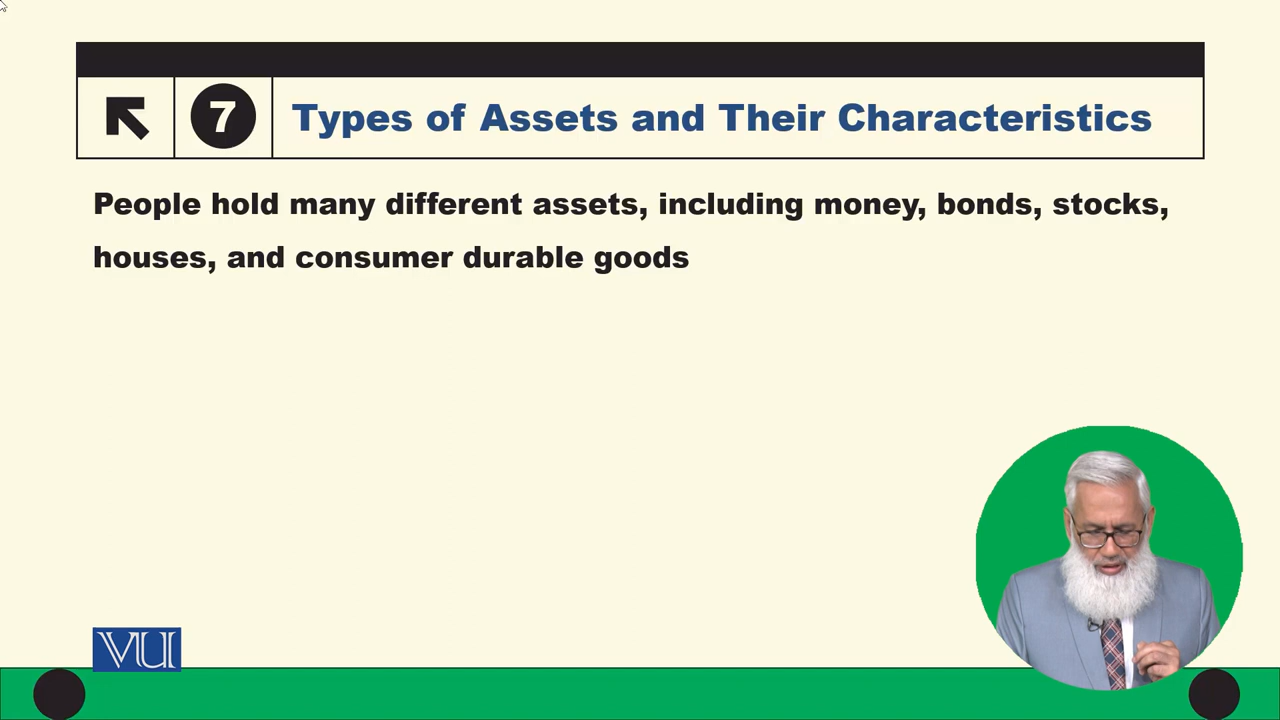 7 Types of Assets and Their Characteristics
People hold many different assets, including money, bonds, stocks,
houses, and consumer durable goods
VU